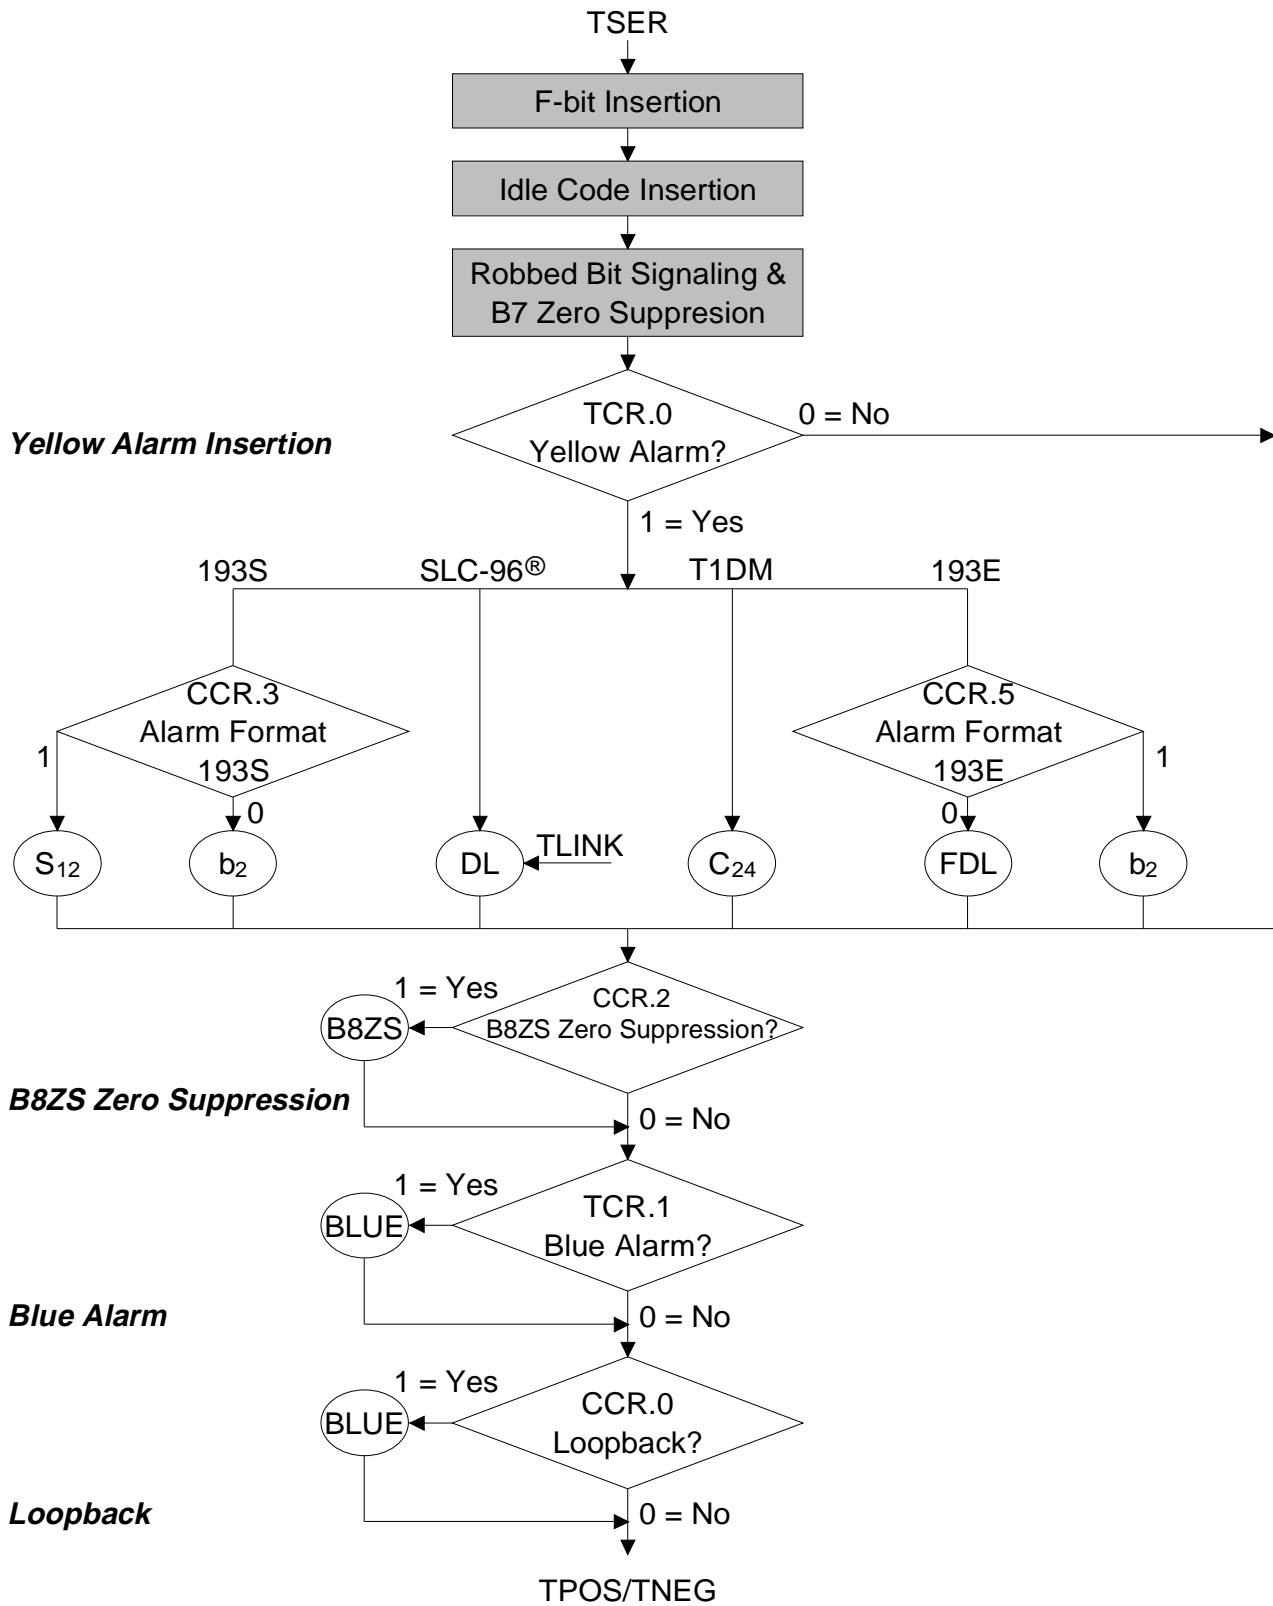 TSER
F-bit Insertion
Idle Code Insertion
Robbed Bit Signaling &
B7 Zero Suppresion
TCR.0
Yellow Alarm?
0 = No
Yellow Alarm Insertion
1 = Yes
193S
SLC-96®
T1DM
193E
CCR.3
Alarm Format
193S
CCR.5
Alarm Format
193E
1
0
0
1
S12
b2
DL
TLINK
C24
FDL
b2
1 = Yes
CCR.2
B8ZS Zero Suppression?
B8ZS
B8ZS Zero Suppression
0 = No
1 = Yes
TCR.1
Blue Alarm?
BLUE
Blue Alarm
0 = No
1 = Yes
CCR.0
Loopback?
BLUE
Loopback
0 = No
TPOS/TNEG